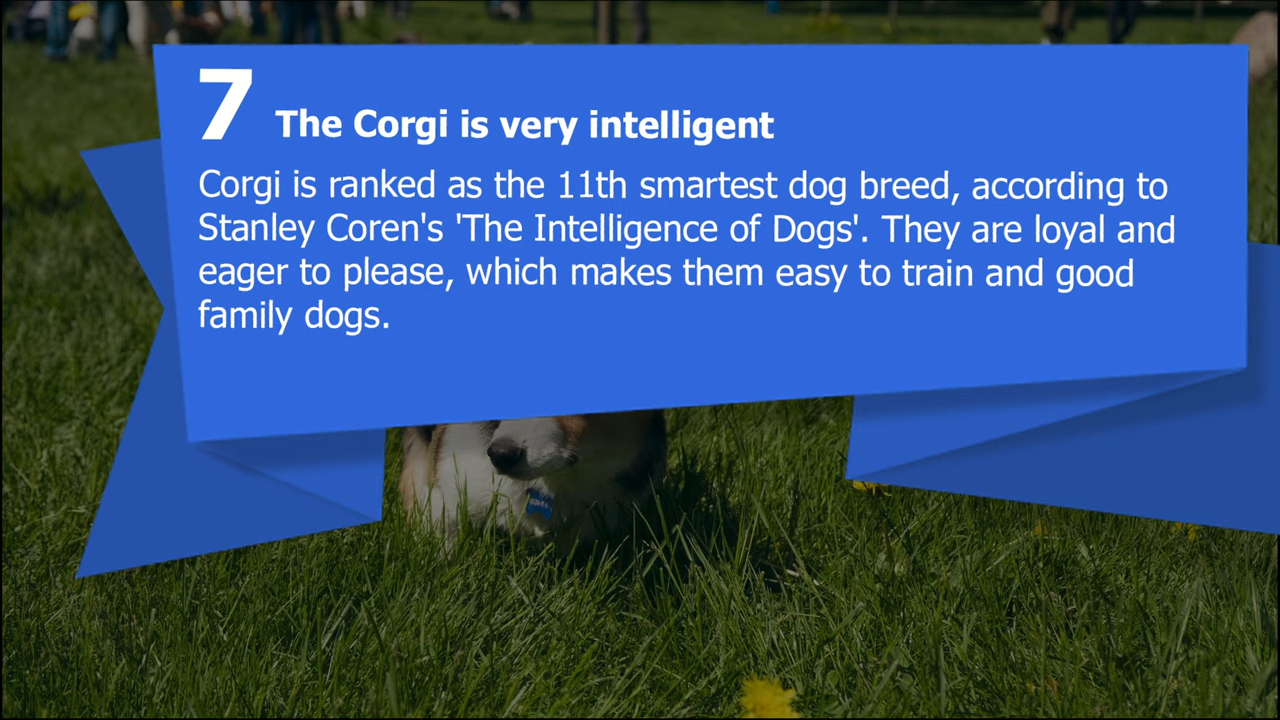 7 The Corgi is very intelligent
Corgi is ranked as the 11th smartest dog breed, according to
Stanley Coren's 'The Intelligence of Dogs'. They are loyal and
eager to please, which makes them easy to train and good
family dogs.